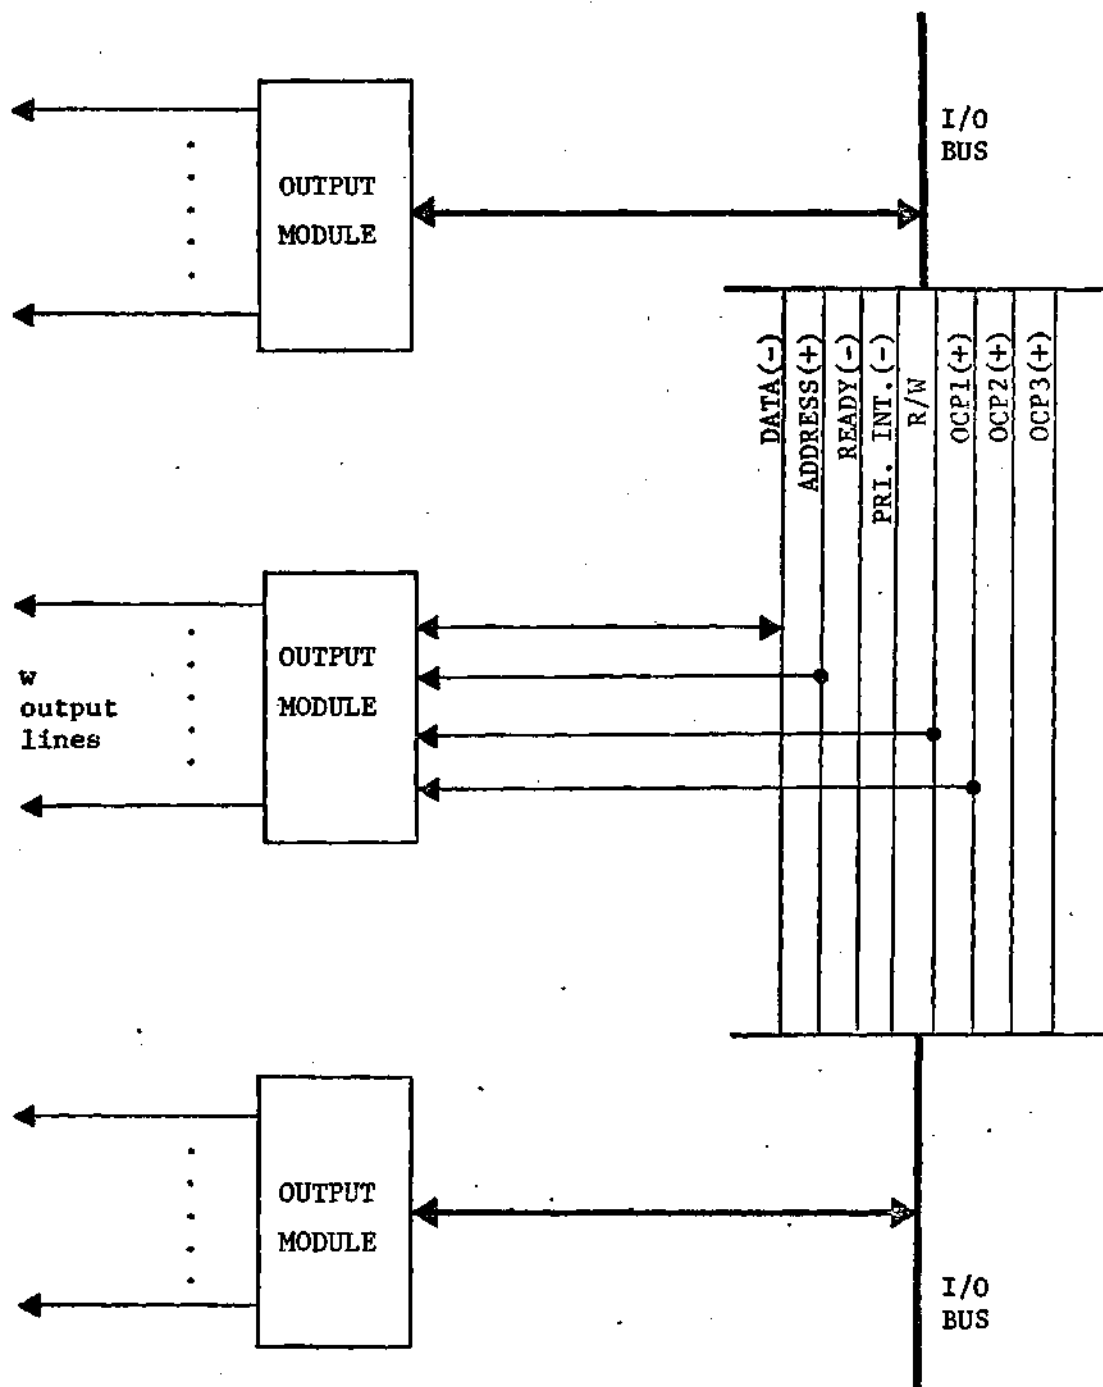 I/O
BUS
OUTPUT
MODULE
DATA(-)
ADDRESS(+)
READY(-)
PRI. INT.(-)
R/W
OCP1(+)
OCP2(+)
OCP3(+)
OUTPUT
MODULE
w
output
lines
OUTPUT
MODULE
I/O
BUS